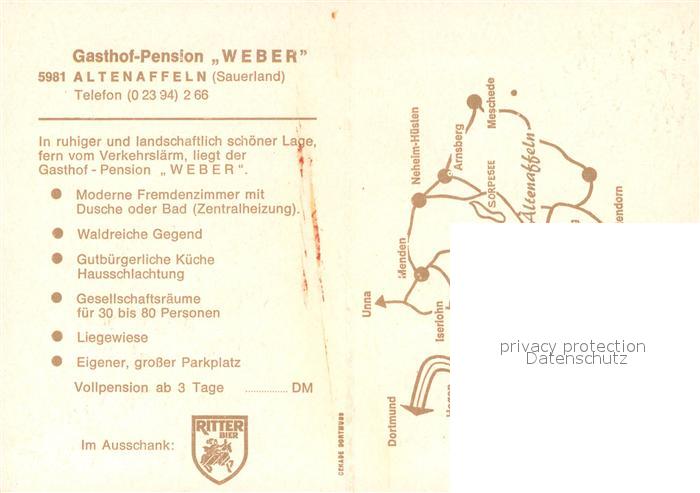 Gasthof-Pension „WEBER”
5981 ALTENAFFELN (Sauerland)
Telefon (0 23 94) 2 66
In ruhiger und landschaftlich schöner Lage,
fern vom Verkehrslärm, liegt der
Gasthof - Pension „WEBER”.
Moderne Fremdenzimmer mit
Dusche oder Bad (Zentralheizung).
Waldreiche Gegend
Gutbürgerliche Küche
Hausschlachtung
Gesellschaftsräume
für 30 bis 80 Personen
Liegewiese
Eigener, großer Parkplatz
Vollpension ab 3 Tage ............... DM
Im Ausschank:
RITTER
BIER
CEKADE DORTMUND
Meschede
Neheim-Hüsten
Arnsberg
SORPESEE
Altenaffeln
Menden
Unna
Iserlohn
Dortmund
privacy protection
Datenschutz